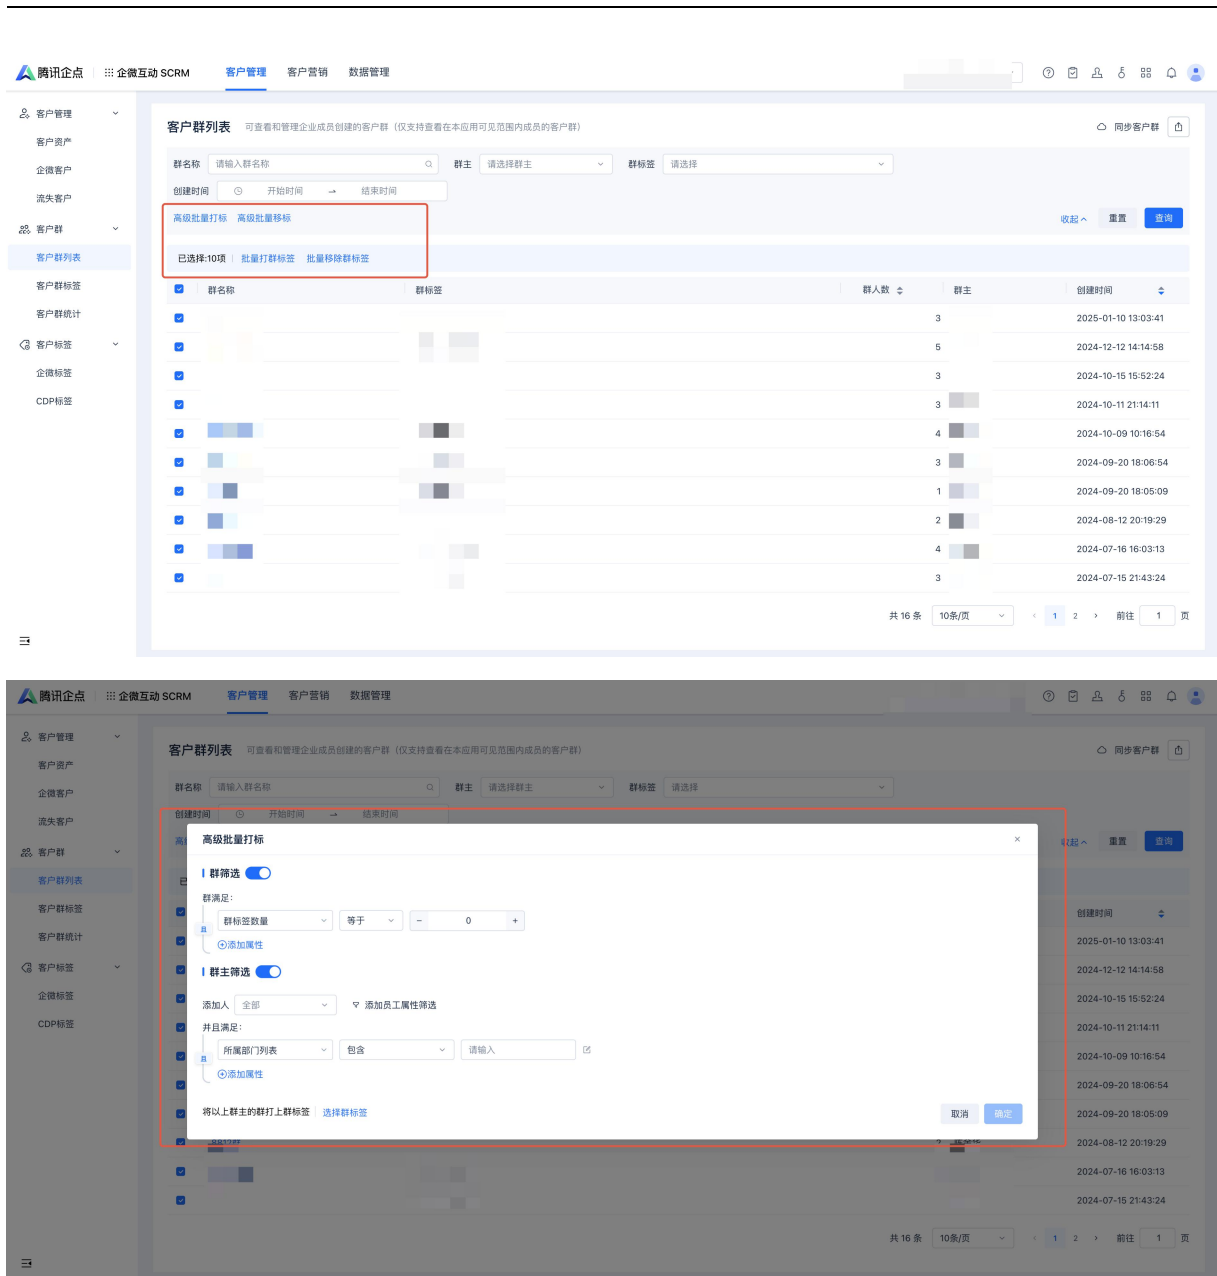 腾讯企点 企微互动 SCRM 客户管理 客户营销 数据管理
客户管理
客户资产
企微客户
流失客户
客户群
客户群列表
客户群标签
客户群统计
客户标签
企微标签
CDP标签
客户群列表 可查看和管理企业成员创建的客户群（仅支持查看在本应用可见范围内成员的客户群） 同步客户群
群名称 请输入群名称 群主 请选择群主 群标签 请选择
创建时间 开始时间 → 结束时间
高级批量打标 高级批量移标 收起 重置 查询
已选择:10项 批量打群标签 批量移除群标签
群名称 群标签 群人数 群主 创建时间
3 2025-01-10 13:03:41
5 2024-12-12 14:14:58
3 2024-10-15 15:52:24
3 2024-10-11 21:14:11
4 2024-10-09 10:16:54
3 2024-09-20 18:06:54
1 2024-09-20 18:05:09
2 2024-08-12 20:19:29
4 2024-07-16 16:03:13
3 2024-07-15 21:43:24
共 16 条 10条/页 1 2 前往 1 页
腾讯企点 企微互动 SCRM 客户管理 客户营销 数据管理
客户管理
客户资产
企微客户
流失客户
客户群
客户群列表
客户群标签
客户群统计
客户标签
企微标签
CDP标签
客户群列表 可查看和管理企业成员创建的客户群（仅支持查看在本应用可见范围内成员的客户群） 同步客户群
群名称 请输入群名称 群主 请选择群主 群标签 请选择
创建时间 开始时间 → 结束时间
收起 重置 查询
高级批量打标
群筛选
群满足：
且
群标签数量 等于 − 0 +
添加属性
群主筛选
添加人 全部 添加员工属性筛选
并且满足：
且
所属部门列表 包含 请输入
添加属性
将以上群主的群打上群标签 选择群标签 取消 确定
创建时间
2025-01-10 13:03:41
2024-12-12 14:14:58
2024-10-15 15:52:24
2024-10-11 21:14:11
2024-10-09 10:16:54
2024-09-20 18:06:54
2024-09-20 18:05:09
2024-08-12 20:19:29
2024-07-16 16:03:13
2024-07-15 21:43:24
共 16 条 10条/页 1 2 前往 1 页